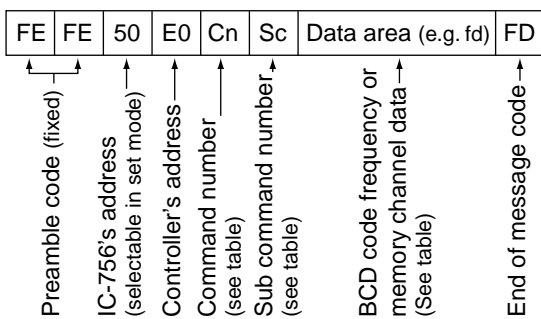 FE FE 50 E0 Cn Sc Data area (e.g. fd) FD
Preamble code (fixed)
IC-756's address
(selectable in set mode)
Controller's address
Command number
(see table)
Sub command number
(see table)
BCD code frequency or
memory channel data
(See table)
End of message code